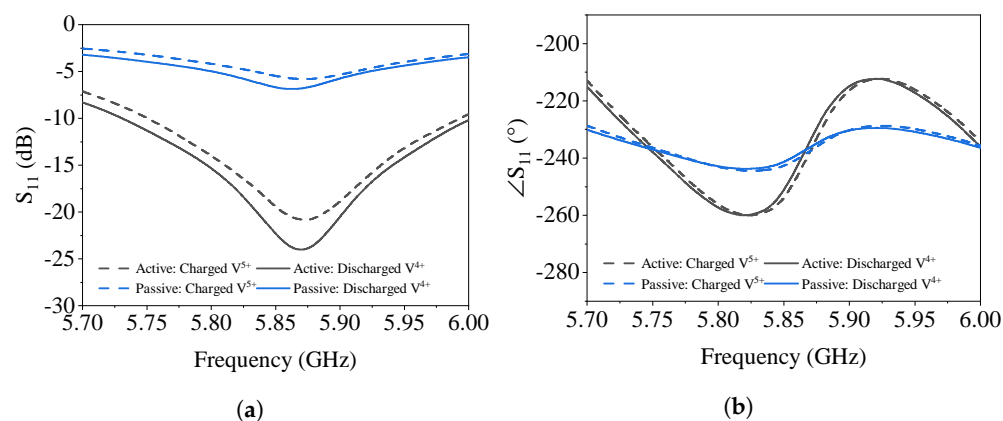 0
-5
-10
-15
-20
-25
-30
S₁₁ (dB)
Active: Charged V⁵⁺ Active: Discharged V⁴⁺
Passive: Charged V⁵⁺ Passive: Discharged V⁴⁺
5.70 5.75 5.80 5.85 5.90 5.95 6.00
Frequency (GHz)
(a)
-200
-220
-240
-260
-280
∠S₁₁ (°)
Active: Charged V⁵⁺ Active: Discharged V⁴⁺
Passive: Charged V⁵⁺ Passive: Discharged V⁴⁺
5.70 5.75 5.80 5.85 5.90 5.95 6.00
Frequency (GHz)
(b)